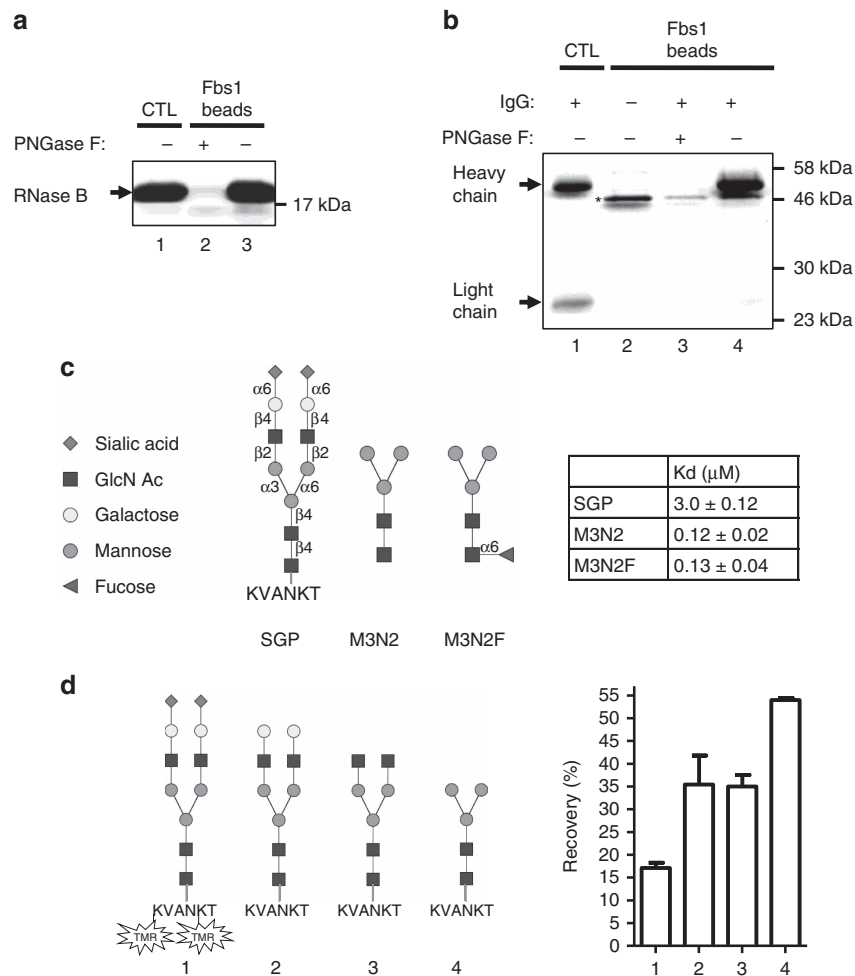 a
Fbs1
CTL beads
PNGase F: – + –
RNase B
17 kDa
1 2 3
b
Fbs1
CTL beads
IgG: + – + +
PNGase F: – – + –
Heavy
chain
*
58 kDa
46 kDa
30 kDa
Light
chain
23 kDa
1 2 3 4
c
Sialic acid
GlcN Ac
Galactose
Mannose
Fucose
α6 α6
β4 β4
β2 β2
α3 α6
β4
β4
KVANKT
α6
SGP M3N2 M3N2F
Kd (μM)
SGP 3.0 ± 0.12
M3N2 0.12 ± 0.02
M3N2F 0.13 ± 0.04
d
KVANKT KVANKT KVANKT KVANKT
TMR TMR
1 2 3 4
Recovery (%)
55
50
45
40
35
30
25
20
15
10
5
0
1 2 3 4